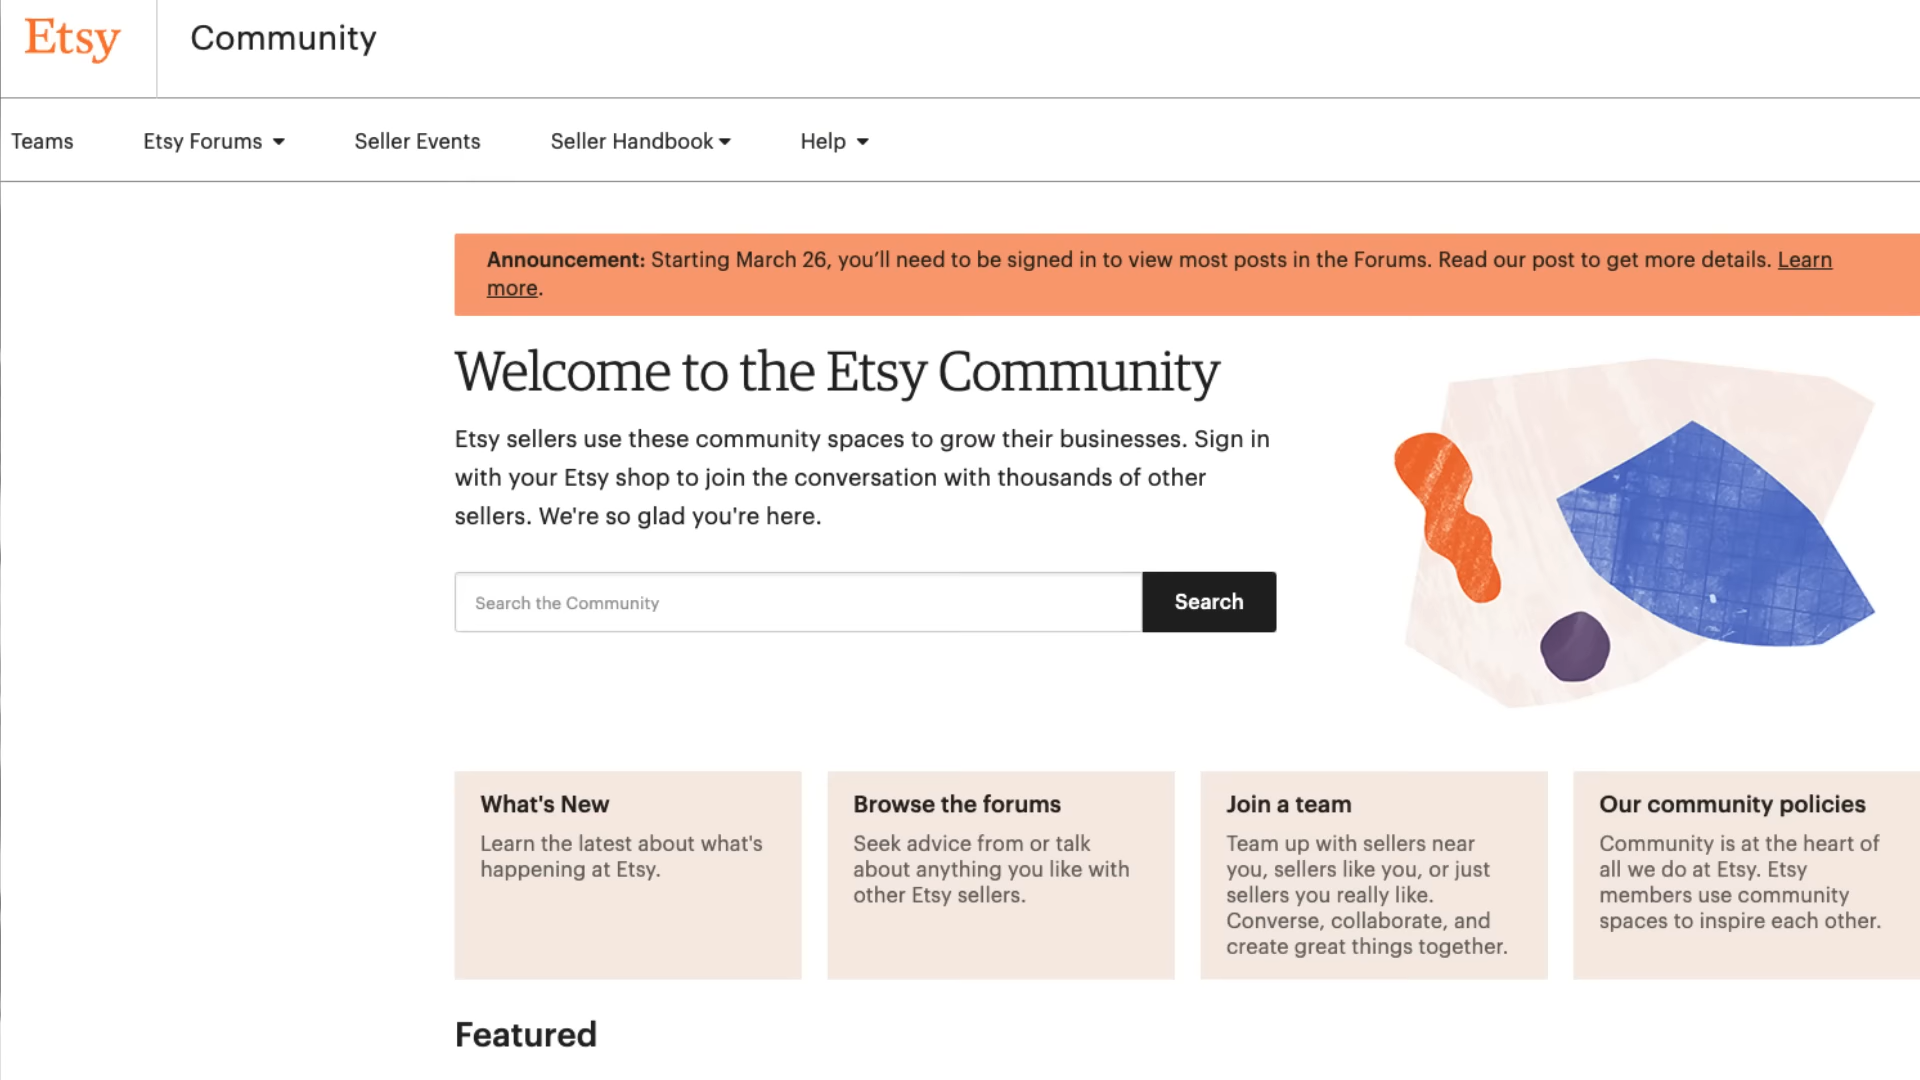 Etsy
Community
Teams
Etsy Forums
Seller Events
Seller Handbook
Help
Announcement: Starting March 26, you’ll need to be signed in to view most posts in the Forums. Read our post to get more details. Learn
more.
Welcome to the Etsy Community
Etsy sellers use these community spaces to grow their businesses. Sign in
with your Etsy shop to join the conversation with thousands of other
sellers. We're so glad you're here.
Search the Community
Search
What's New
Learn the latest about what's
happening at Etsy.
Browse the forums
Seek advice from or talk
about anything you like with
other Etsy sellers.
Join a team
Team up with sellers near
you, sellers like you, or just
sellers you really like.
Converse, collaborate, and
create great things together.
Our community policies
Community is at the heart of
all we do at Etsy. Etsy
members use community
spaces to inspire each other.
Featured